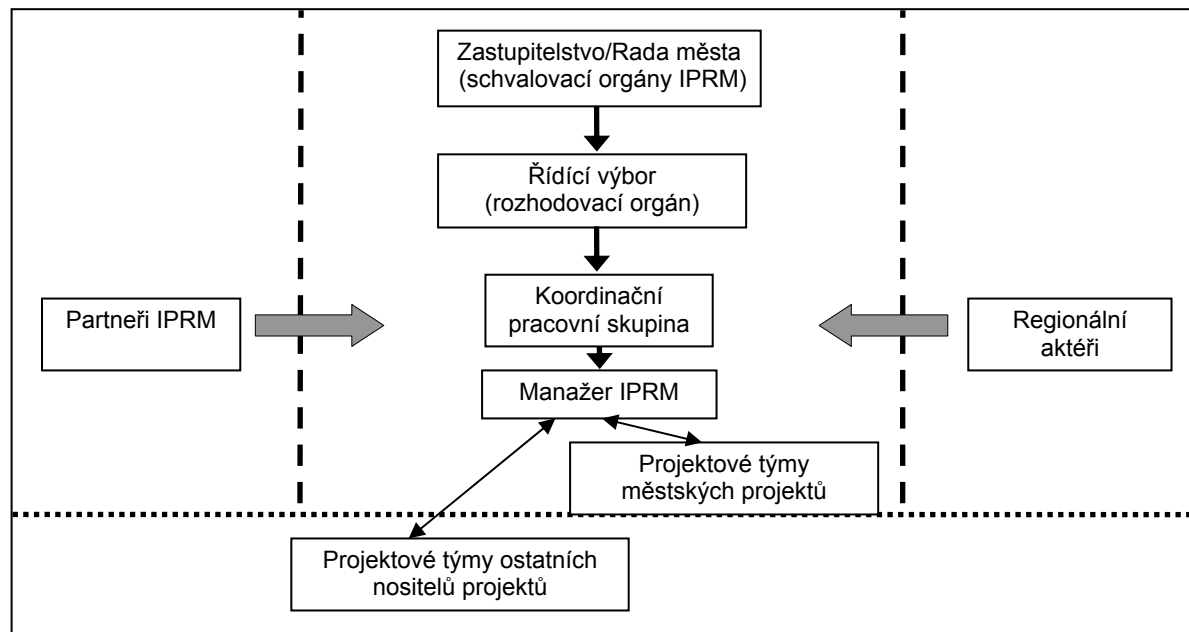 Zastupitelstvo/Rada města
(schvalovací orgány IPRM)
Řídící výbor
(rozhodovací orgán)
Koordinační
pracovní skupina
Partneři IPRM
Regionální
aktéři
Manažer IPRM
Projektové týmy
městských projektů
Projektové týmy ostatních
nositelů projektů